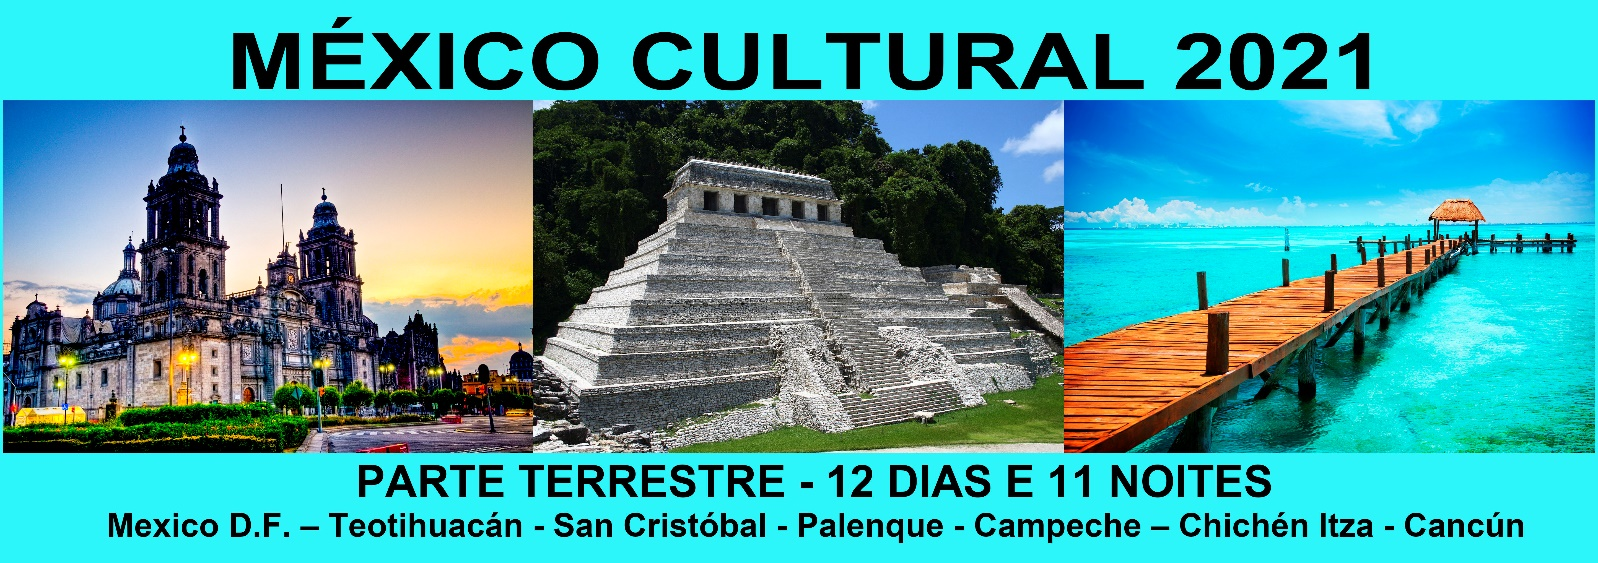 MÉXICO CULTURAL 2021
PARTE TERRESTRE - 12 DIAS E 11 NOITES
Mexico D.F. – Teotihuacán - San Cristóbal - Palenque - Campeche – Chichén Itza - Cancún